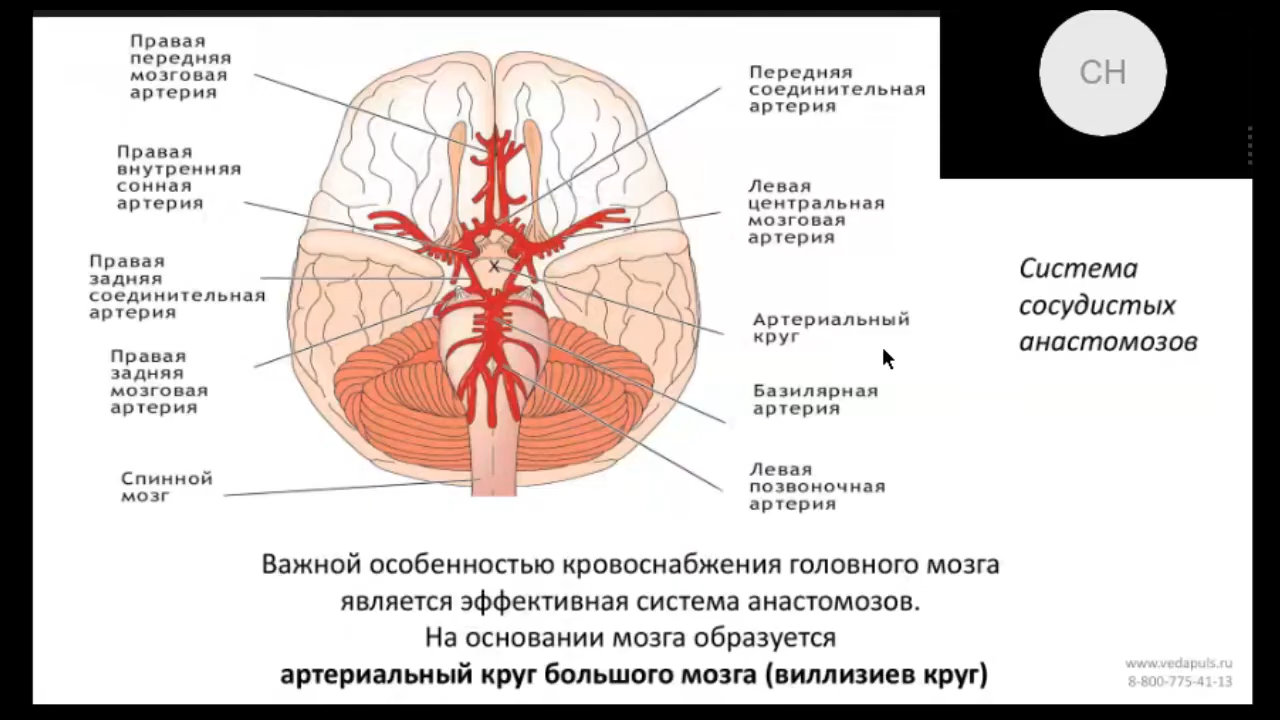 Правая
передняя
мозговая
артерия
Правая
внутренняя
сонная
артерия
Правая
задняя
соединительная
артерия
Правая
задняя
мозговая
артерия
Спинной
мозг
x
Передняя
соединительная
артерия
Левая
центральная
мозговая
артерия
Артериальный
круг
Базилярная
артерия
Левая
позвоночная
артерия
CH
Система
сосудистых
анастомозов
Важной особенностью кровоснабжения головного мозга
является эффективная система анастомозов.
На основании мозга образуется
артериальный круг большого мозга (виллизиев круг)
www.vedapuls.ru
8-800-775-41-13